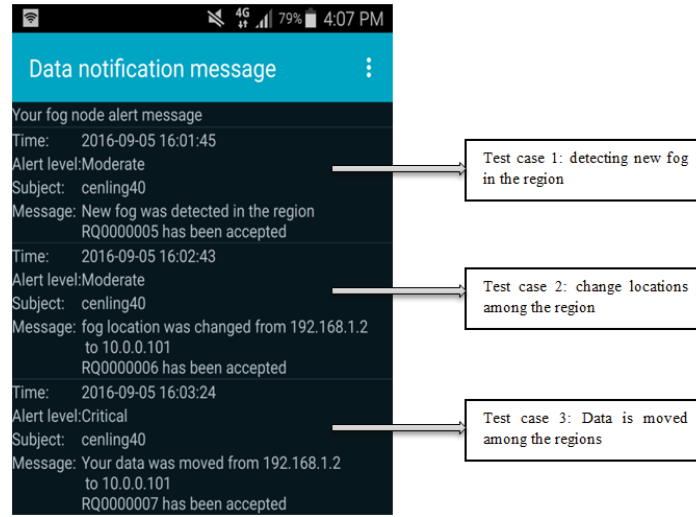 4G 79% 4:07 PM
Data notification message
Your fog node alert message
Time: 2016-09-05 16:01:45
Alert level:Moderate
Subject: cenling40
Message: New fog was detected in the region
RQ0000005 has been accepted
Time: 2016-09-05 16:02:43
Alert level:Moderate
Subject: cenling40
Message: fog location was changed from 192.168.1.2
to 10.0.0.101
RQ0000006 has been accepted
Time: 2016-09-05 16:03:24
Alert level:Critical
Subject: cenling40
Message: Your data was moved from 192.168.1.2
to 10.0.0.101
RQ0000007 has been accepted
Test case 1: detecting new fog
in the region
Test case 2: change locations
among the region
Test case 3: Data is moved
among the regions